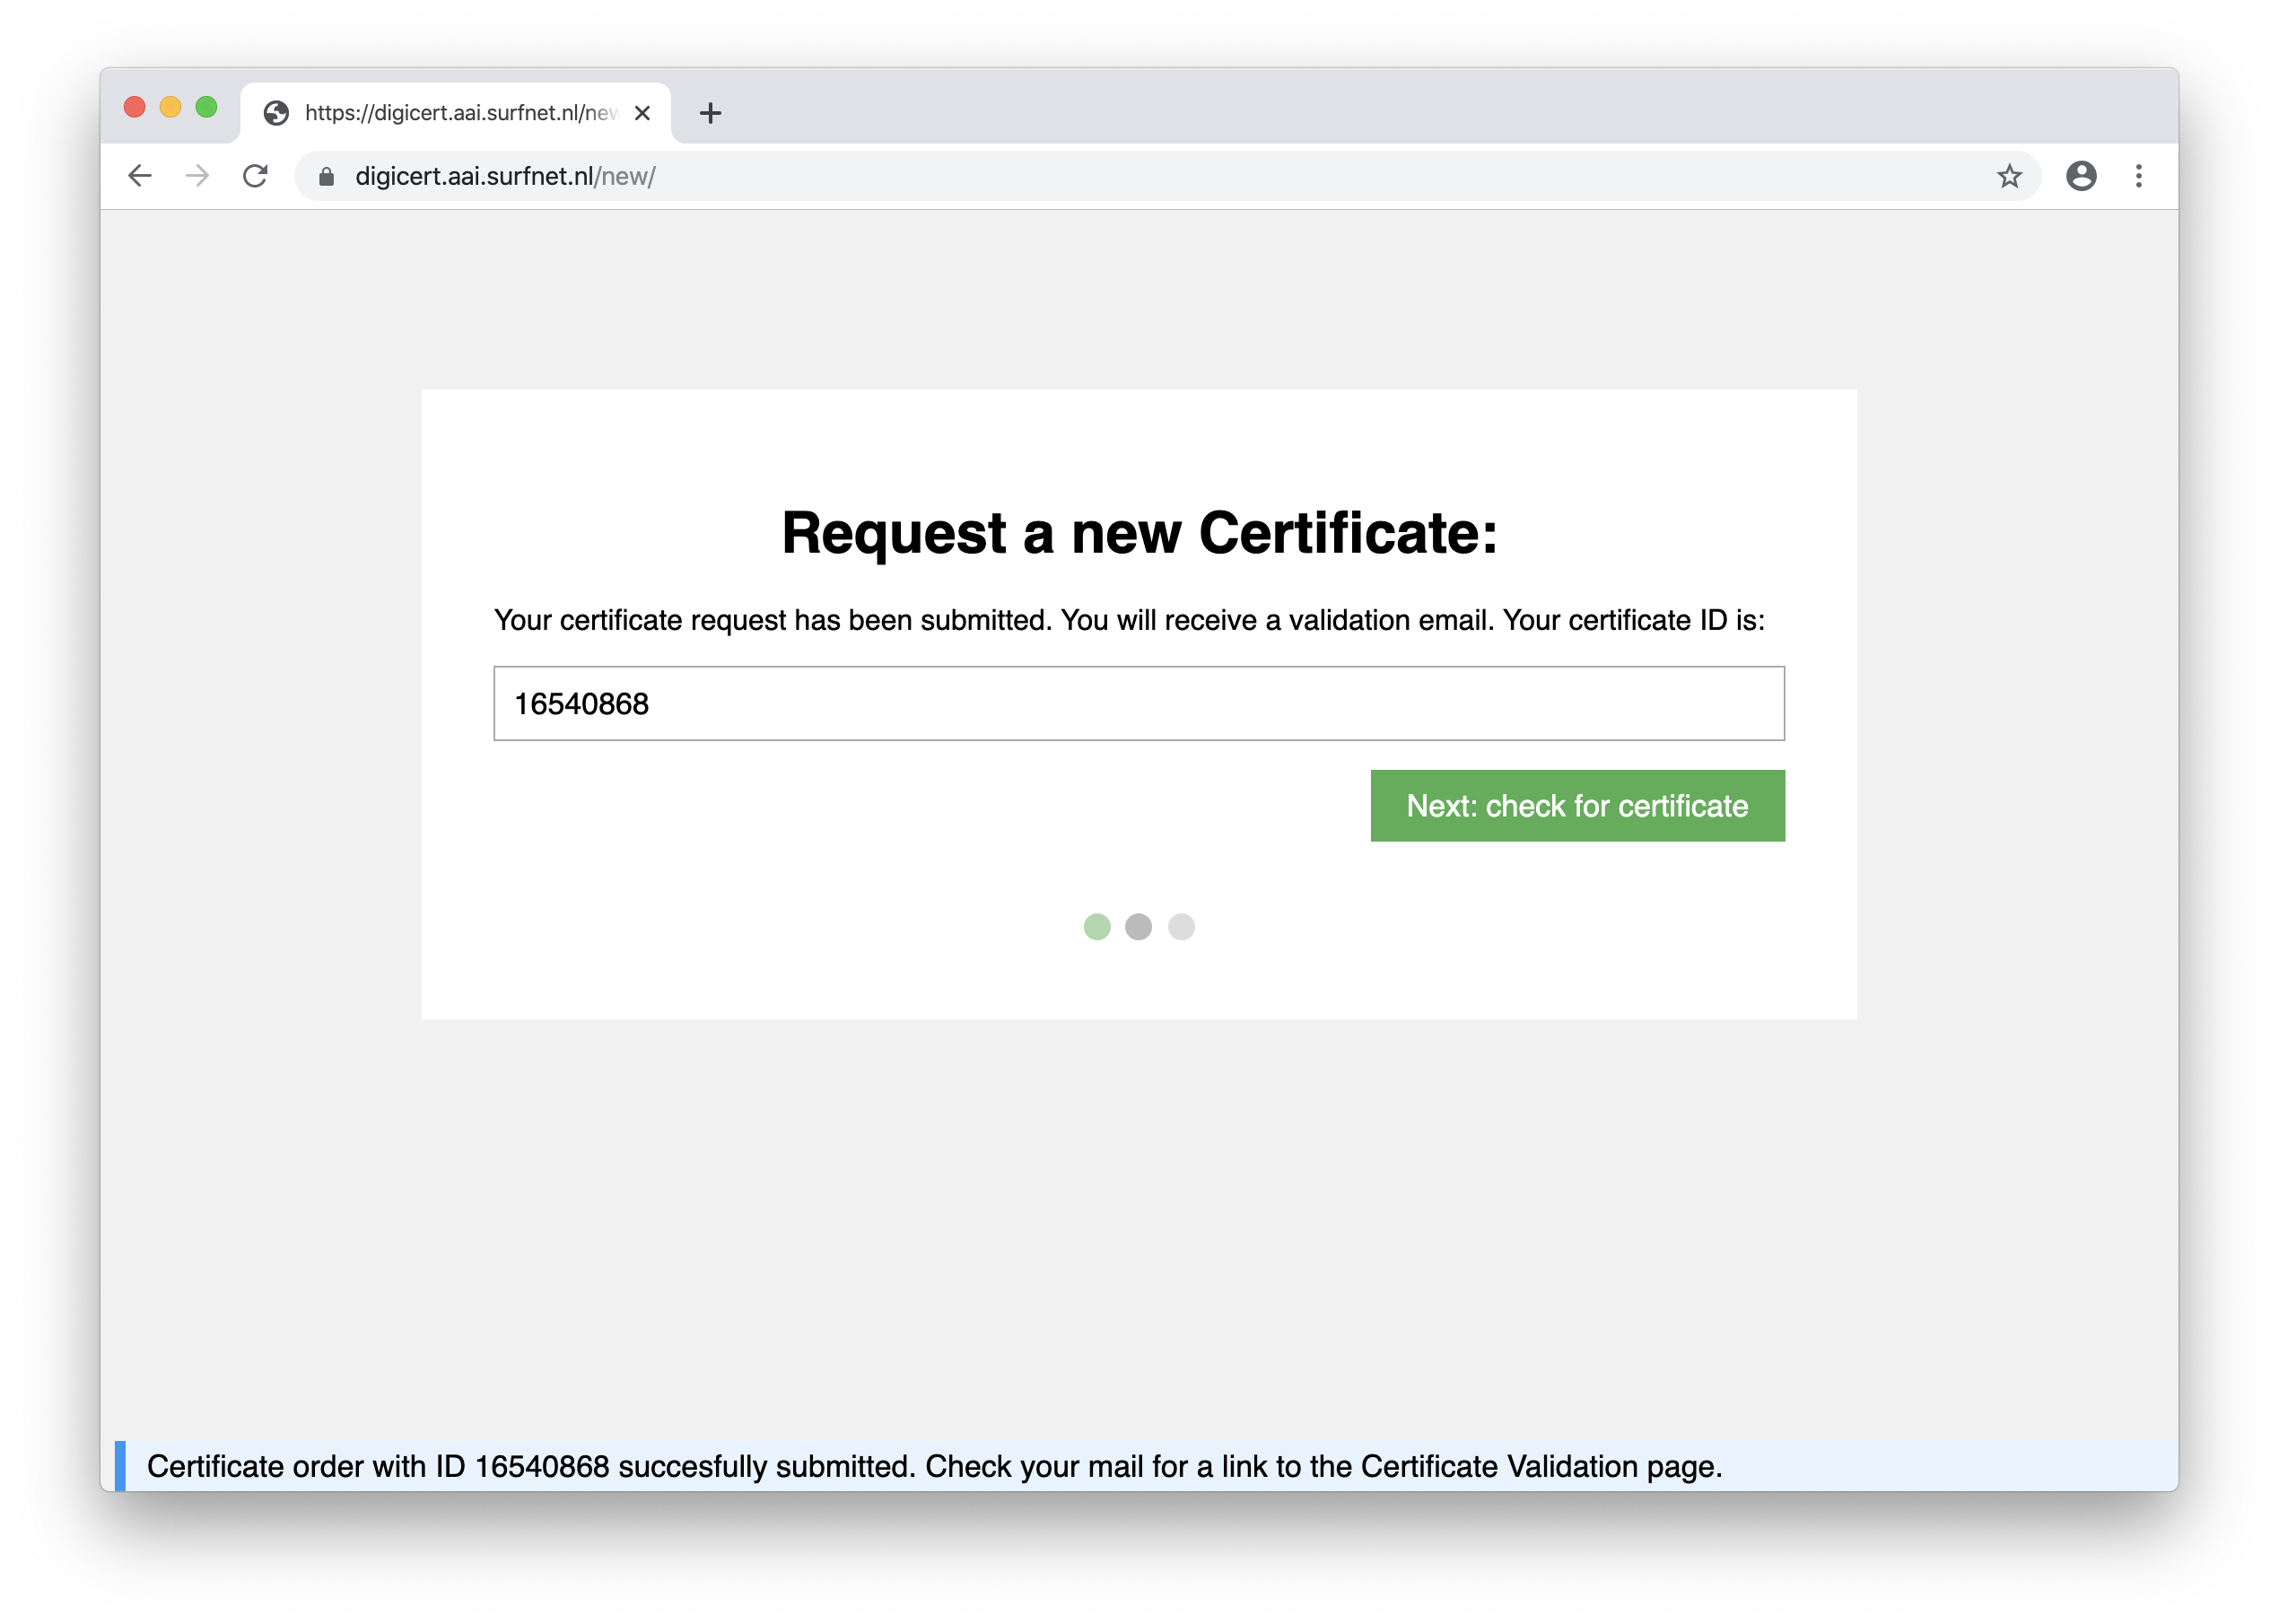 https://digicert.aai.surfnet.nl/new
digicert.aai.surfnet.nl/new/
Request a new Certificate:
Your certificate request has been submitted. You will receive a validation email. Your certificate ID is:
16540868
Next: check for certificate
Certificate order with ID 16540868 succesfully submitted. Check your mail for a link to the Certificate Validation page.